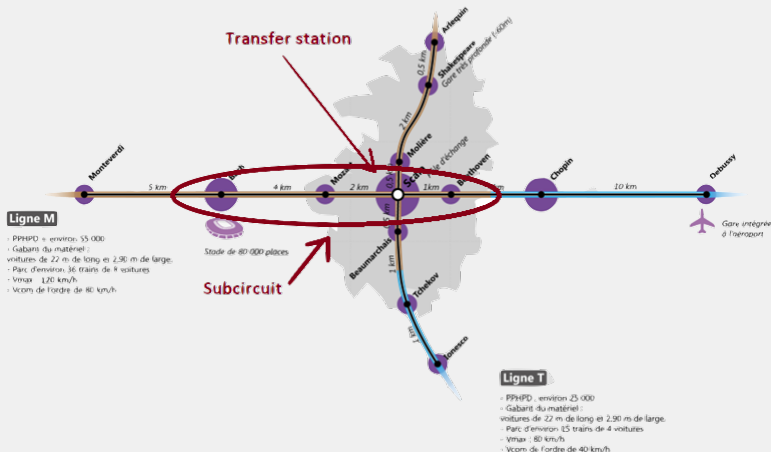 Transfer station
Arlequin
0,5 km
Shakespeare
Gare très profonde (-60m)
2 km
Molière
d'échange
Monteverdi
5 km
4 km
2 km
Scala
1km
Beethoven
Chopin
10 km
Debussy
Ligne M
- PPHPD : environ 55 000
- Gabarit du matériel :
voitures de 22 m de long et 2,90 m de large.
- Parc d'environ 36 trains de 9 voitures
- Vmax : 120 km/h
- Vcom de l'ordre de 80 km/h
Stade de 80 000 places
Gare intégrée
à l'aéroport
Subcircuit
Beaumarchais
1 km
Tchekov
1 km
Ionesco
Ligne T
- PPHPD : environ 25 000
- Gabarit du matériel :
voitures de 22 m de long et 2,90 m de large.
- Parc d'environ 15 trains de 4 voitures
- Vmax : 80 km/h
- Vcom de l'ordre de 40 km/h